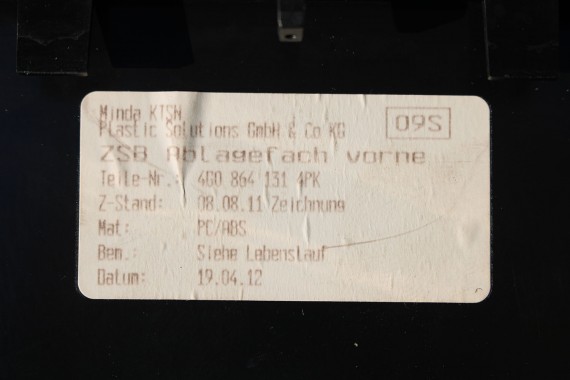 Minda KTSN
Plastic Solutions GmbH & Co KG
09S
ZSB Ablagefach vorne
Teile-Nr.: 4G0 864 131 4PK
Z-Stand: 08.08.11 Zeichnung
Mat: PC/ABS
Bem.: Siehe Lebenslauf
Datum: 19.04.12